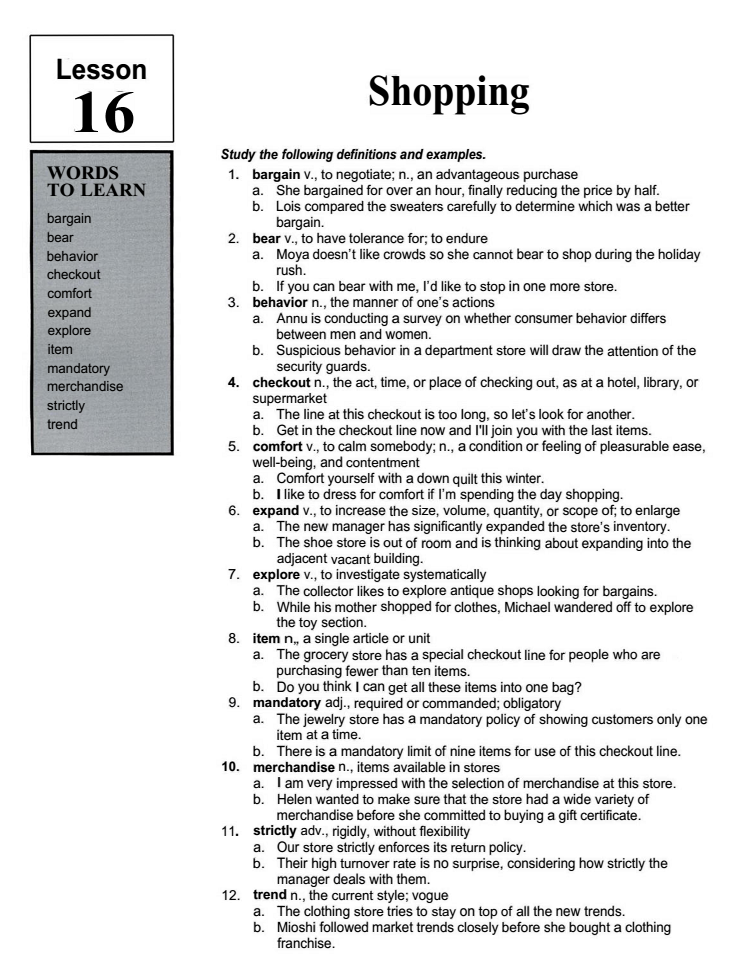 Lesson
16
Shopping
WORDS
TO LEARN
bargain
bear
behavior
checkout
comfort
expand
explore
item
mandatory
merchandise
strictly
trend
Study the following definitions and examples.
1. bargain v., to negotiate; n., an advantageous purchase
a. She bargained for over an hour, finally reducing the price by half.
b. Lois compared the sweaters carefully to determine which was a better
bargain.
2. bear v., to have tolerance for; to endure
a. Moya doesn't like crowds so she cannot bear to shop during the holiday
rush.
b. If you can bear with me, I'd like to stop in one more store.
3. behavior n., the manner of one's actions
a. Annu is conducting a survey on whether consumer behavior differs
between men and women.
b. Suspicious behavior in a department store will draw the attention of the
security guards.
4. checkout n., the act, time, or place of checking out, as at a hotel, library, or
supermarket
a. The line at this checkout is too long, so let's look for another.
b. Get in the checkout line now and I'll join you with the last items.
5. comfort v., to calm somebody; n., a condition or feeling of pleasurable ease,
well-being, and contentment
a. Comfort yourself with a down quilt this winter.
b. I like to dress for comfort if I'm spending the day shopping.
6. expand v., to increase the size, volume, quantity, or scope of; to enlarge
a. The new manager has significantly expanded the store's inventory.
b. The shoe store is out of room and is thinking about expanding into the
adjacent vacant building.
7. explore v., to investigate systematically
a. The collector likes to explore antique shops looking for bargains.
b. While his mother shopped for clothes, Michael wandered off to explore
the toy section.
8. item n,, a single article or unit
a. The grocery store has a special checkout line for people who are
purchasing fewer than ten items.
b. Do you think I can get all these items into one bag?
9. mandatory adj., required or commanded; obligatory
a. The jewelry store has a mandatory policy of showing customers only one
item at a time.
b. There is a mandatory limit of nine items for use of this checkout line.
10. merchandise n., items available in stores
a. I am very impressed with the selection of merchandise at this store.
b. Helen wanted to make sure that the store had a wide variety of
merchandise before she committed to buying a gift certificate.
11. strictly adv., rigidly, without flexibility
a. Our store strictly enforces its return policy.
b. Their high turnover rate is no surprise, considering how strictly the
manager deals with them.
12. trend n., the current style; vogue
a. The clothing store tries to stay on top of all the new trends.
b. Mioshi followed market trends closely before she bought a clothing
franchise.